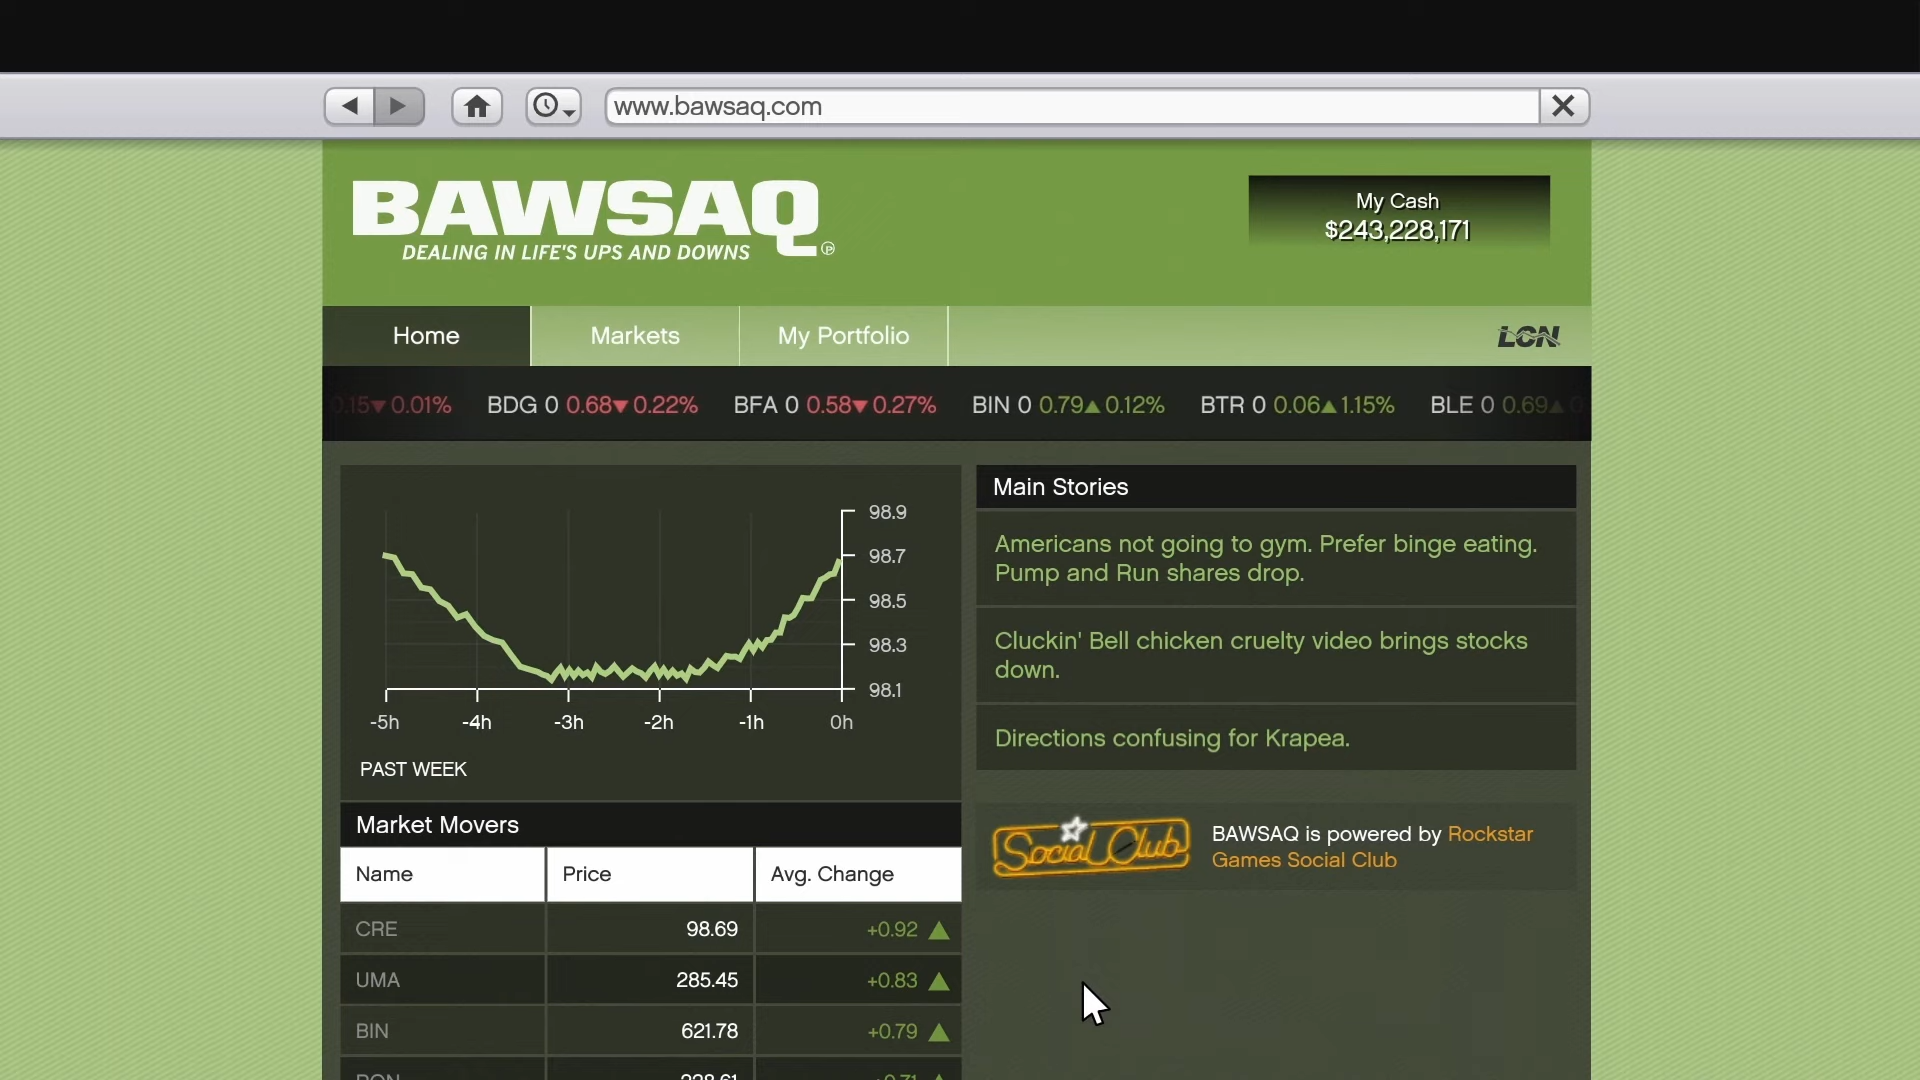 www.bawsaq.com
BAWSAQ
DEALING IN LIFE'S UPS AND DOWNS
My Cash
$243,228,171
Home
Markets
My Portfolio
LCN
0.15▼0.01% BDG 0 0.68▼0.22% BFA 0 0.58▼0.27% BIN 0 0.79▲0.12% BTR 0 0.06▲1.15% BLE 0 0.69▲
98.9
98.7
98.5
98.3
98.1
-5h -4h -3h -2h -1h 0h
PAST WEEK
Market Movers
Name Price Avg. Change
CRE 98.69 +0.92
UMA 285.45 +0.83
BIN 621.78 +0.79
Main Stories
Americans not going to gym. Prefer binge eating.
Pump and Run shares drop.
Cluckin' Bell chicken cruelty video brings stocks
down.
Directions confusing for Krapea.
Social Club
BAWSAQ is powered by Rockstar
Games Social Club